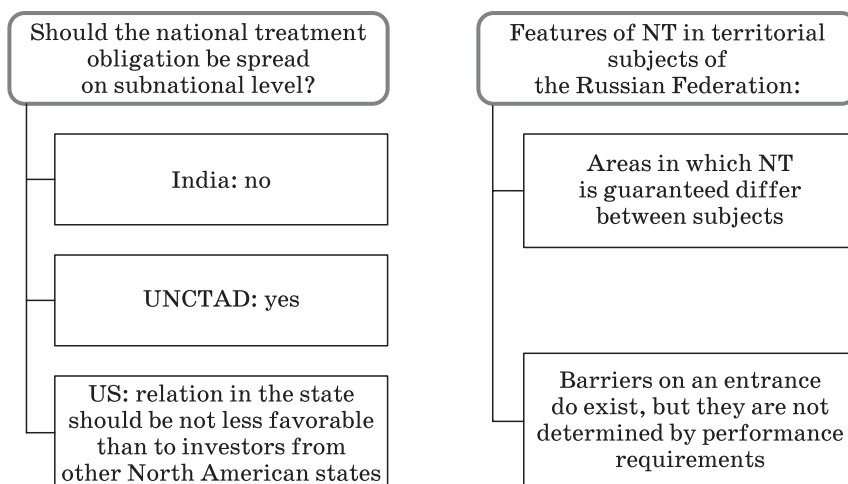 Should the national treatment
obligation be spread
on subnational level?
India: no
UNCTAD: yes
US: relation in the state
should be not less favorable
than to investors from
other North American states
Features of NT in territorial
subjects of
the Russian Federation:
Areas in which NT
is guaranteed differ
between subjects
Barriers on an entrance
do exist, but they are not
determined by performance
requirements